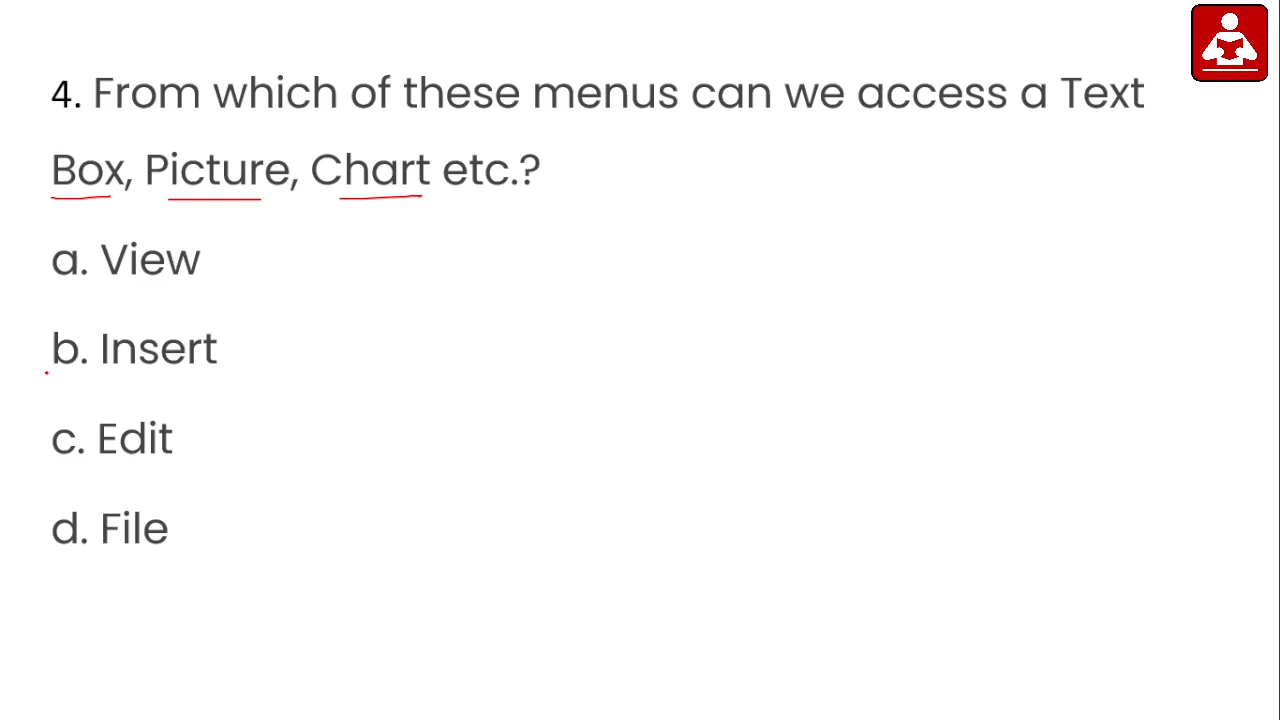 4. From which of these menus can we access a Text
Box, Picture, Chart etc.?
a. View
b. Insert
c. Edit
d. File